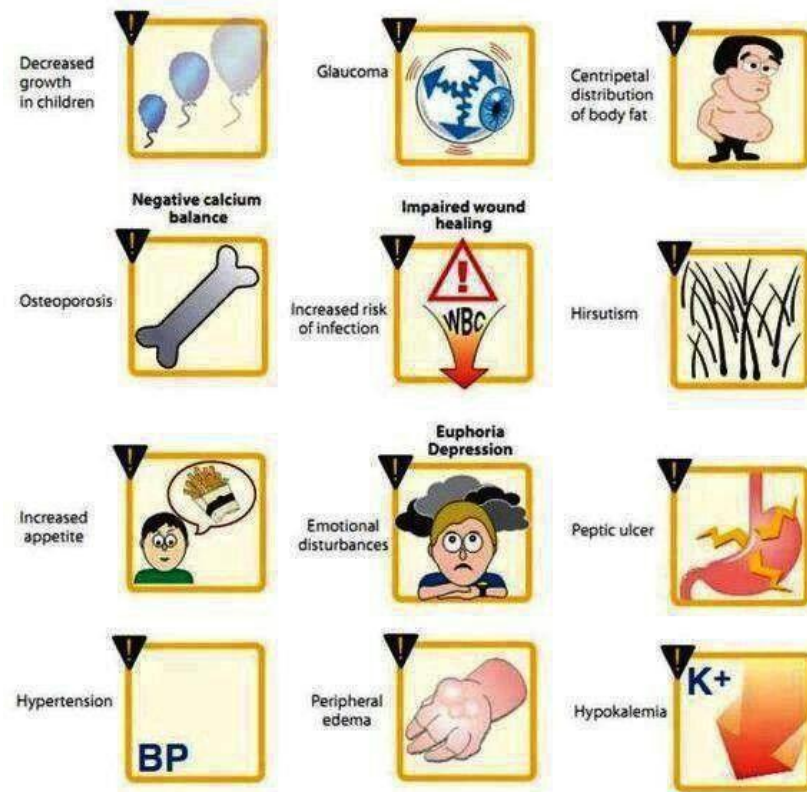 Decreased
growth
in children
Glaucoma
Centripetal
distribution
of body fat
Negative calcium
balance
Osteoporosis
Impaired wound
healing
Increased risk
of infection
WBC
Hirsutism
Increased
appetite
Euphoria
Depression
Emotional
disturbances
Peptic ulcer
Hypertension
BP
Peripheral
edema
Hypokalemia
K+